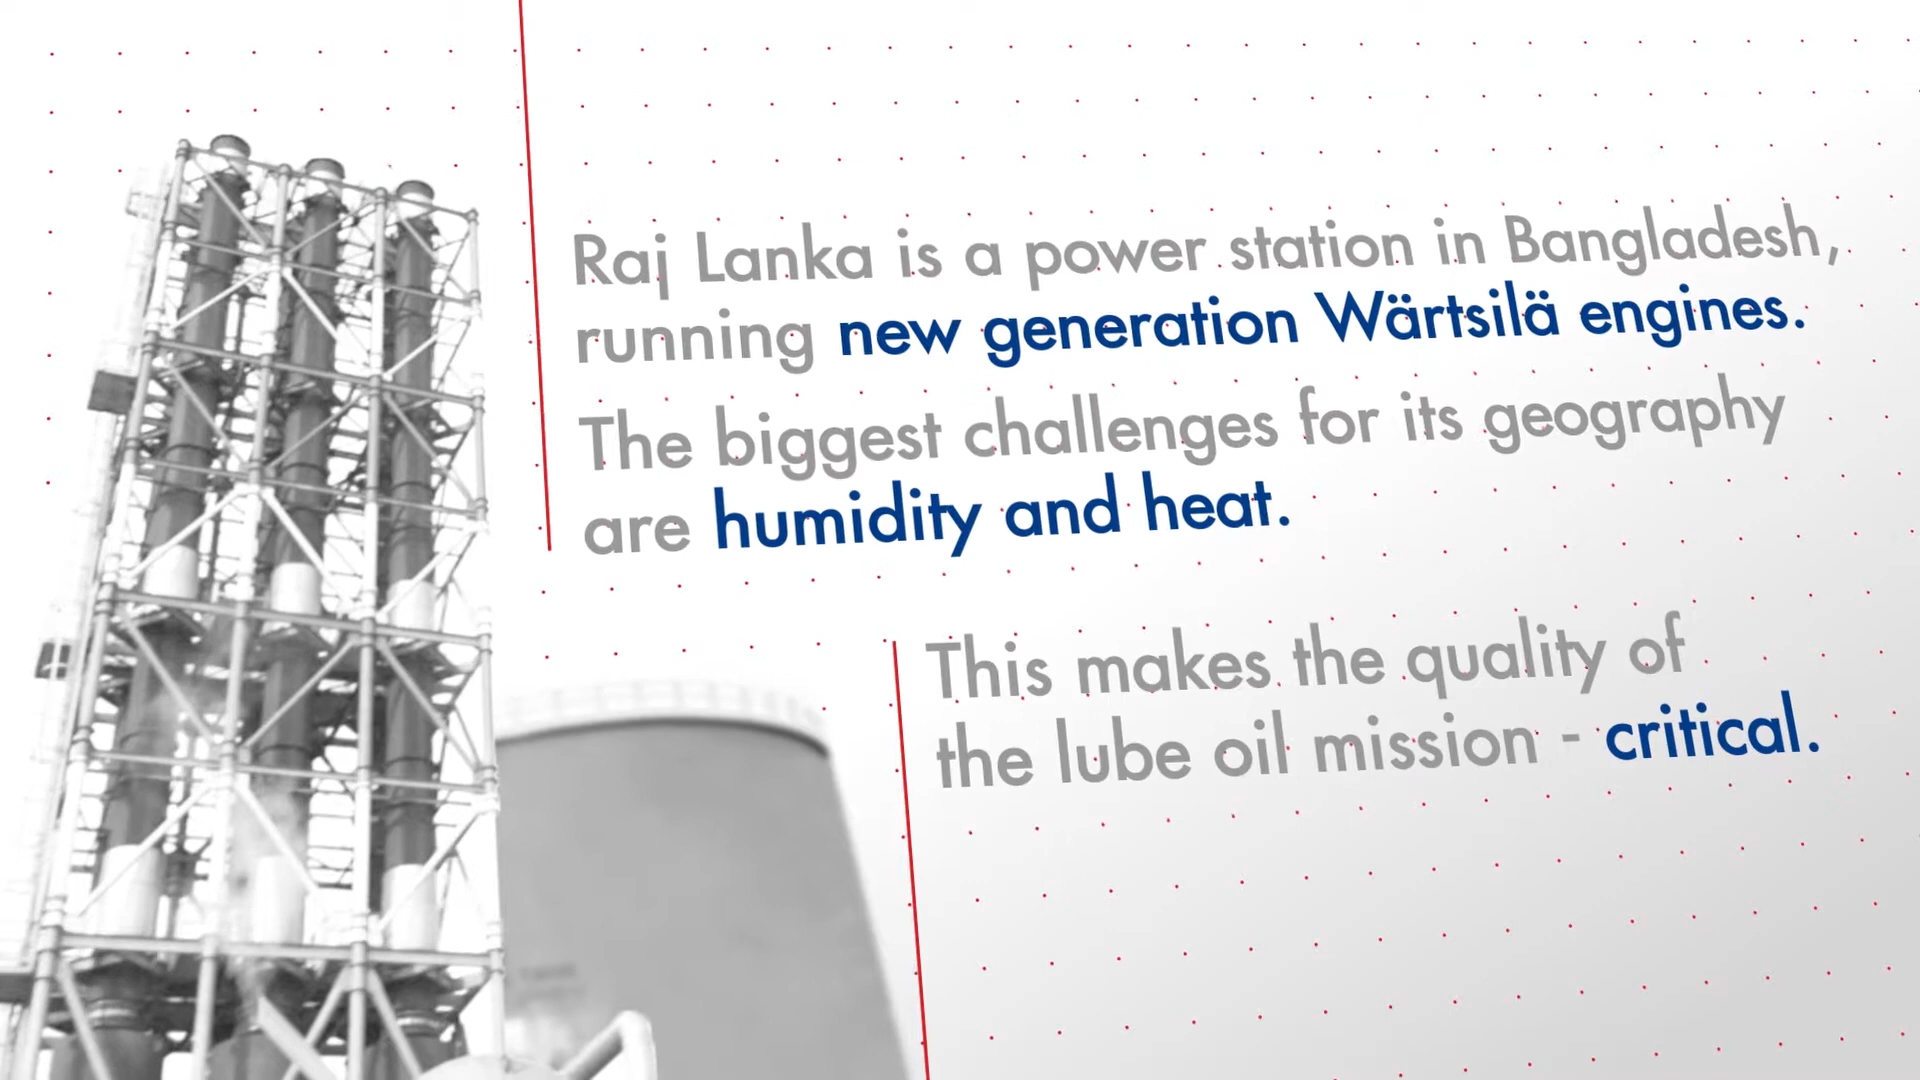 Raj Lanka is a power station in Bangladesh,
running new generation Wärtsilä engines.
The biggest challenges for its geography
are humidity and heat.
This makes the quality of
the lube oil mission - critical.